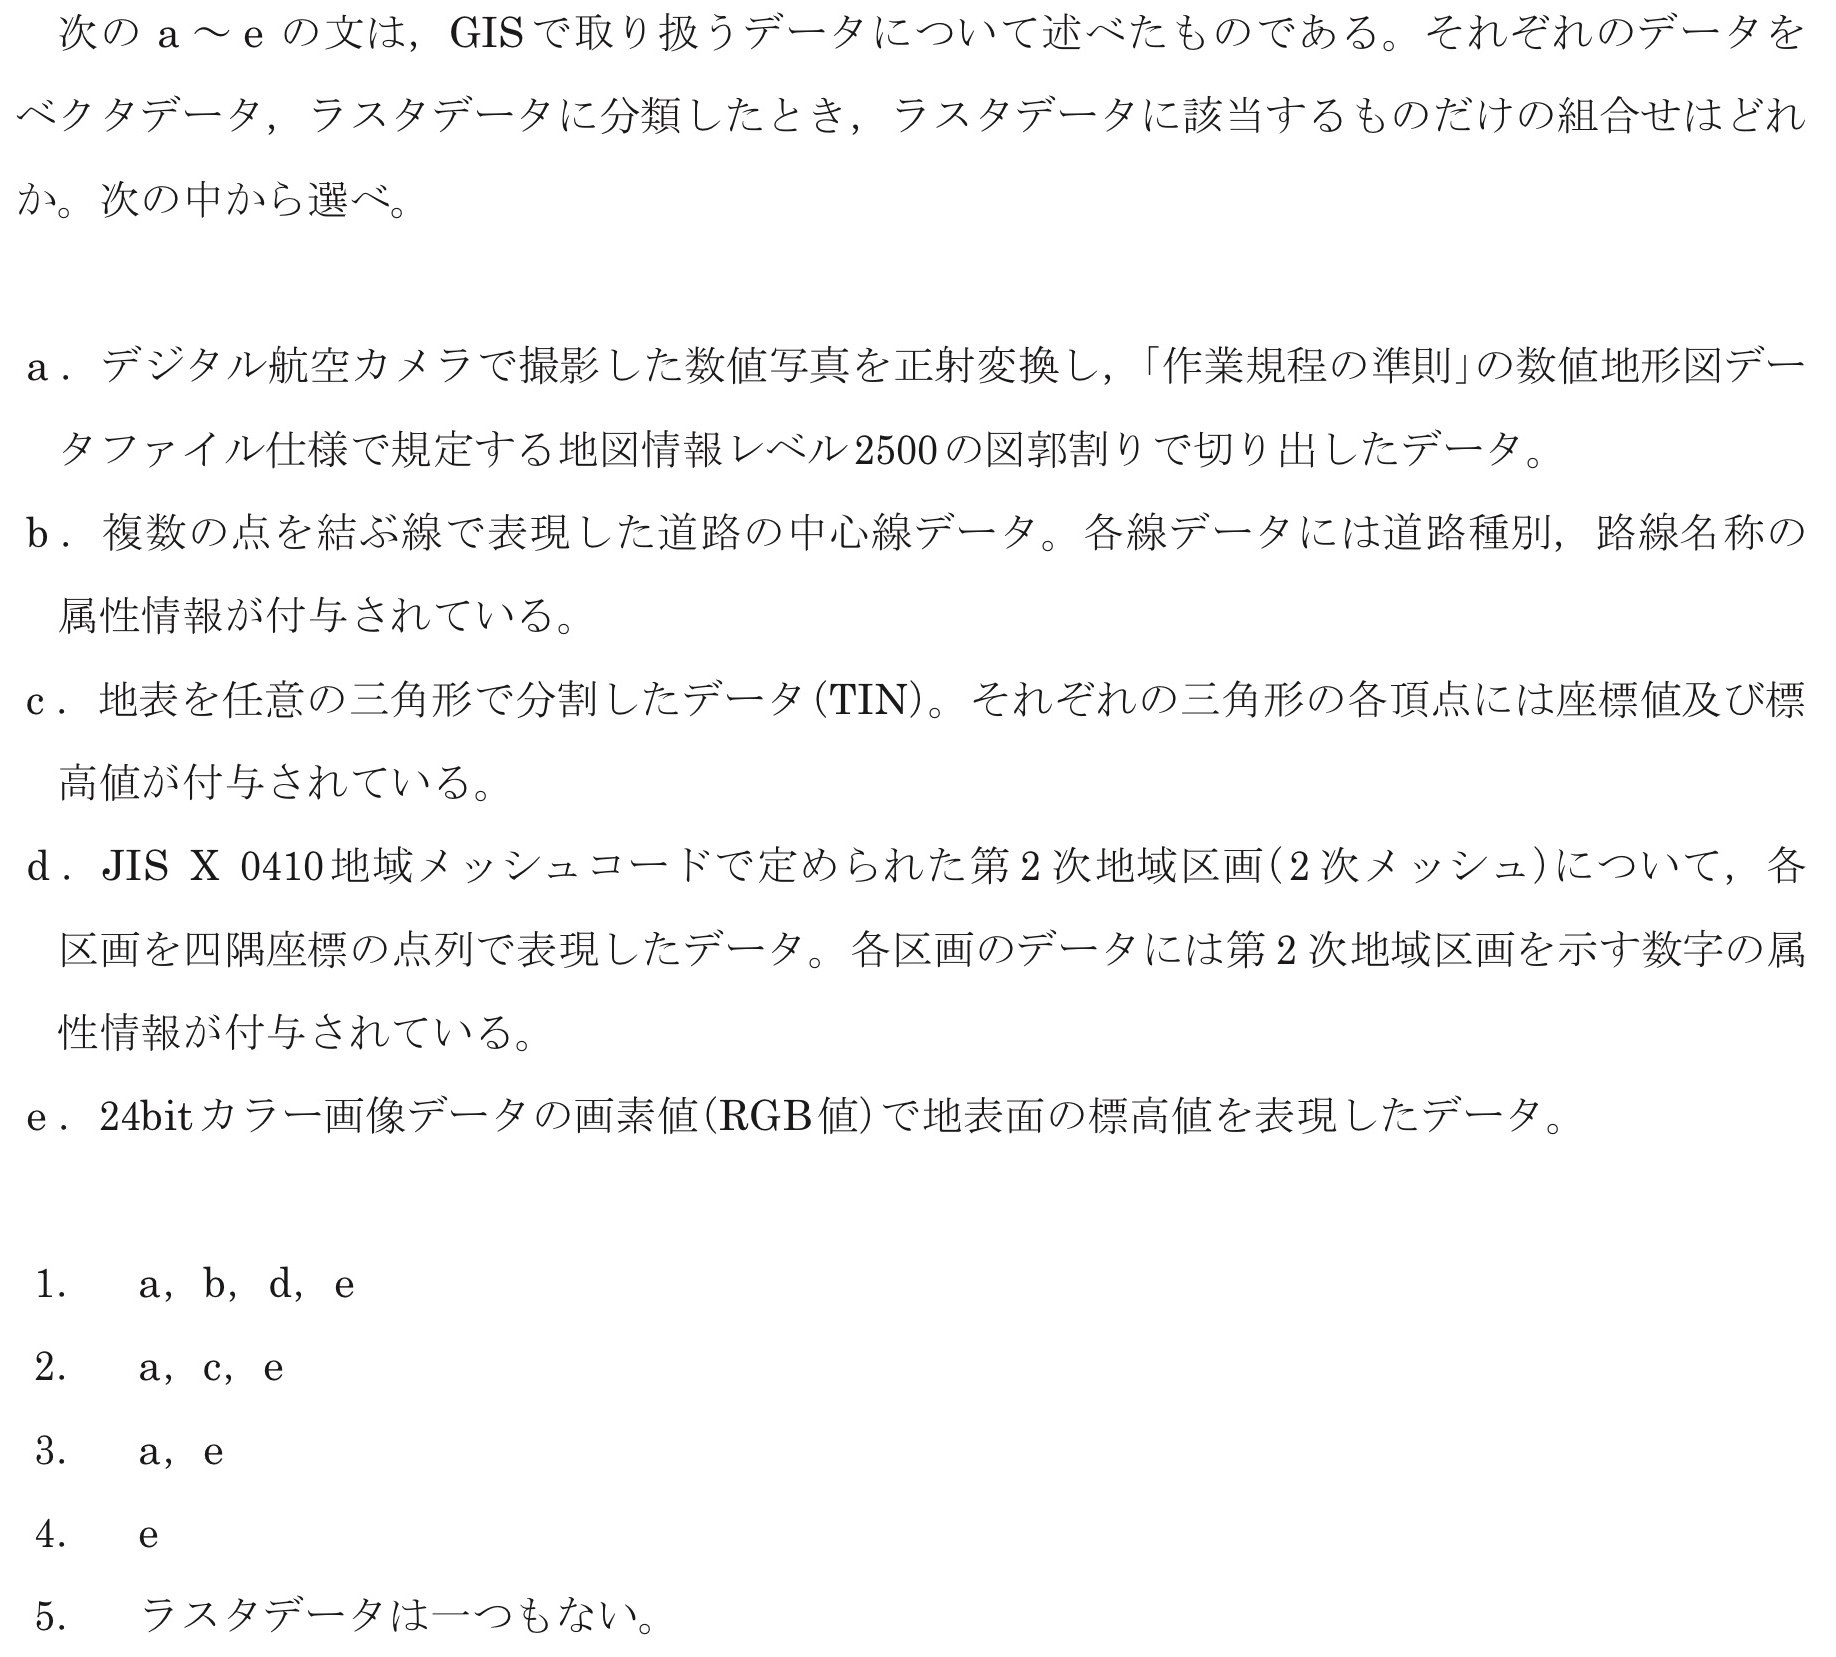 次の a ～ e の文は，GISで取り扱うデータについて述べたものである。それぞれのデータを
ベクタデータ，ラスタデータに分類したとき，ラスタデータに該当するものだけの組合せはどれ
か。次の中から選べ。
a．デジタル航空カメラで撮影した数値写真を正射変換し，「作業規程の準則」の数値地形図デー
タファイル仕様で規定する地図情報レベル2500の図郭割りで切り出したデータ。
b．複数の点を結ぶ線で表現した道路の中心線データ。各線データには道路種別，路線名称の
属性情報が付与されている。
c．地表を任意の三角形で分割したデータ(TIN)。それぞれの三角形の各頂点には座標値及び標
高値が付与されている。
d．JIS X 0410地域メッシュコードで定められた第2次地域区画(2次メッシュ)について，各
区画を四隅座標の点列で表現したデータ。各区画のデータには第2次地域区画を示す数字の属
性情報が付与されている。
e．24bitカラー画像データの画素値(RGB値)で地表面の標高値を表現したデータ。
1. a，b，d，e
2. a，c，e
3. a，e
4. e
5. ラスタデータは一つもない。